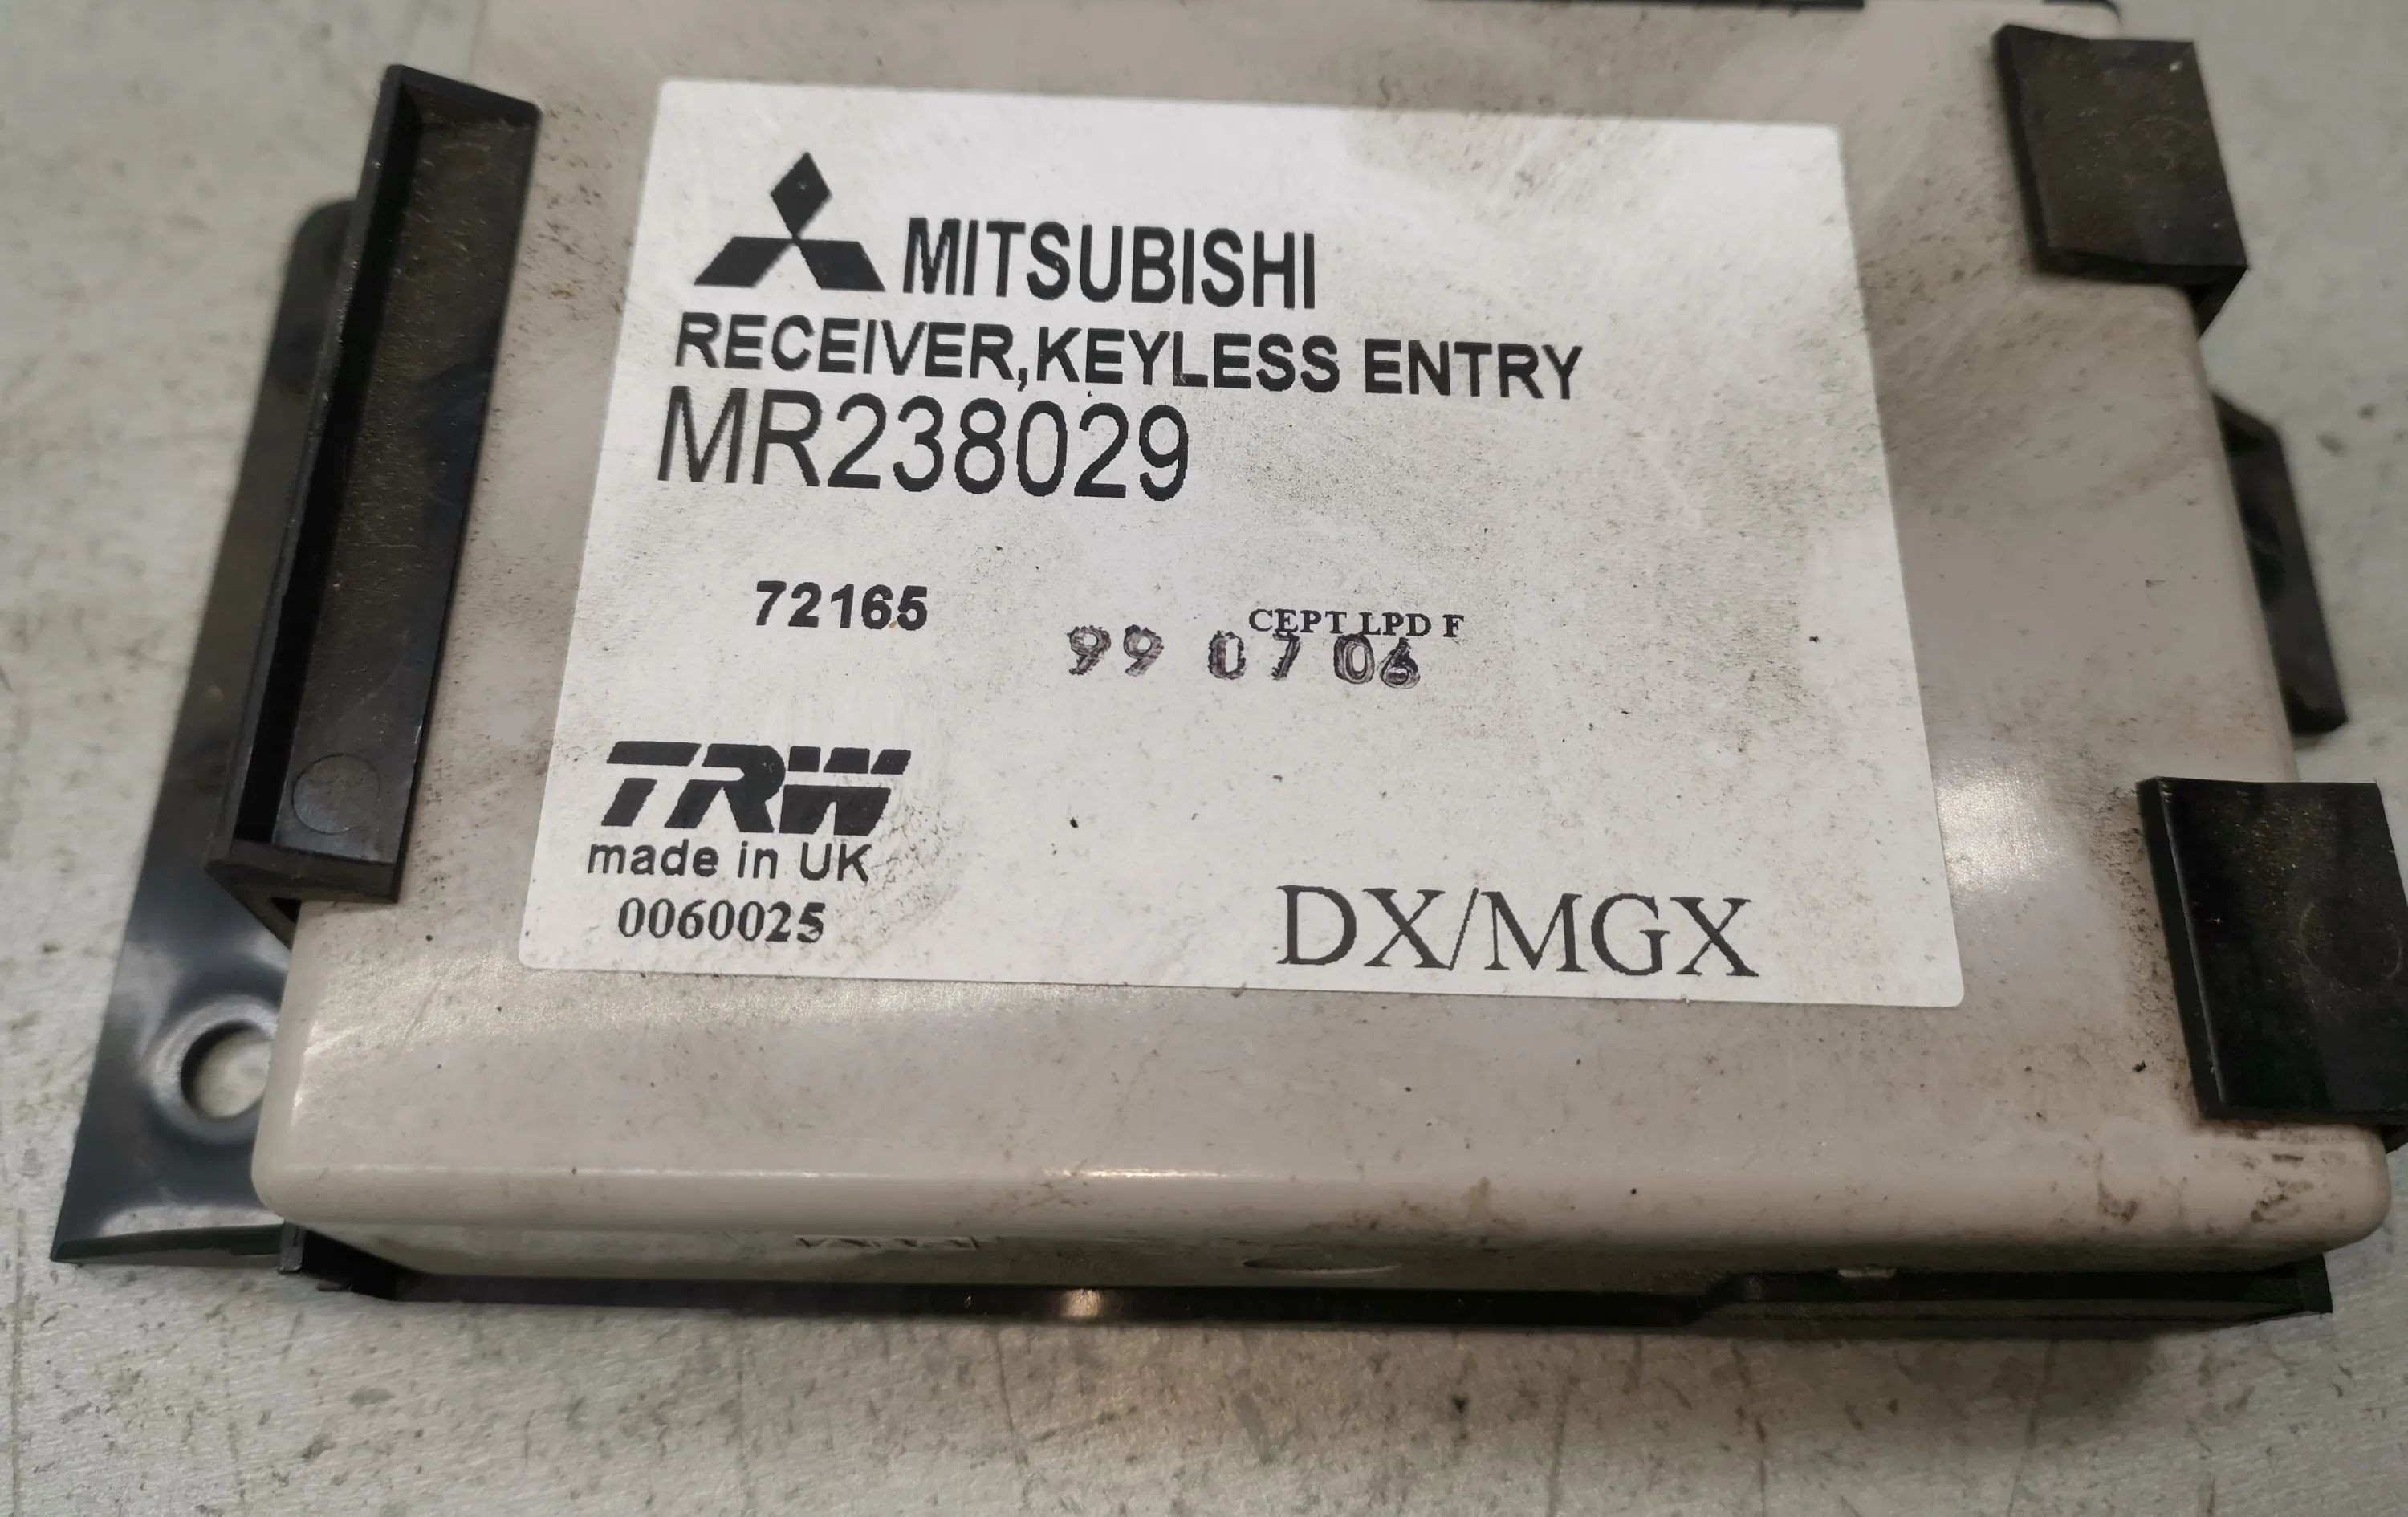 MITSUBISHI
RECEIVER,KEYLESS ENTRY
MR238029
72165
CEPT LPD F
99 07 06
TRW
made in UK
0060025
DX/MGX